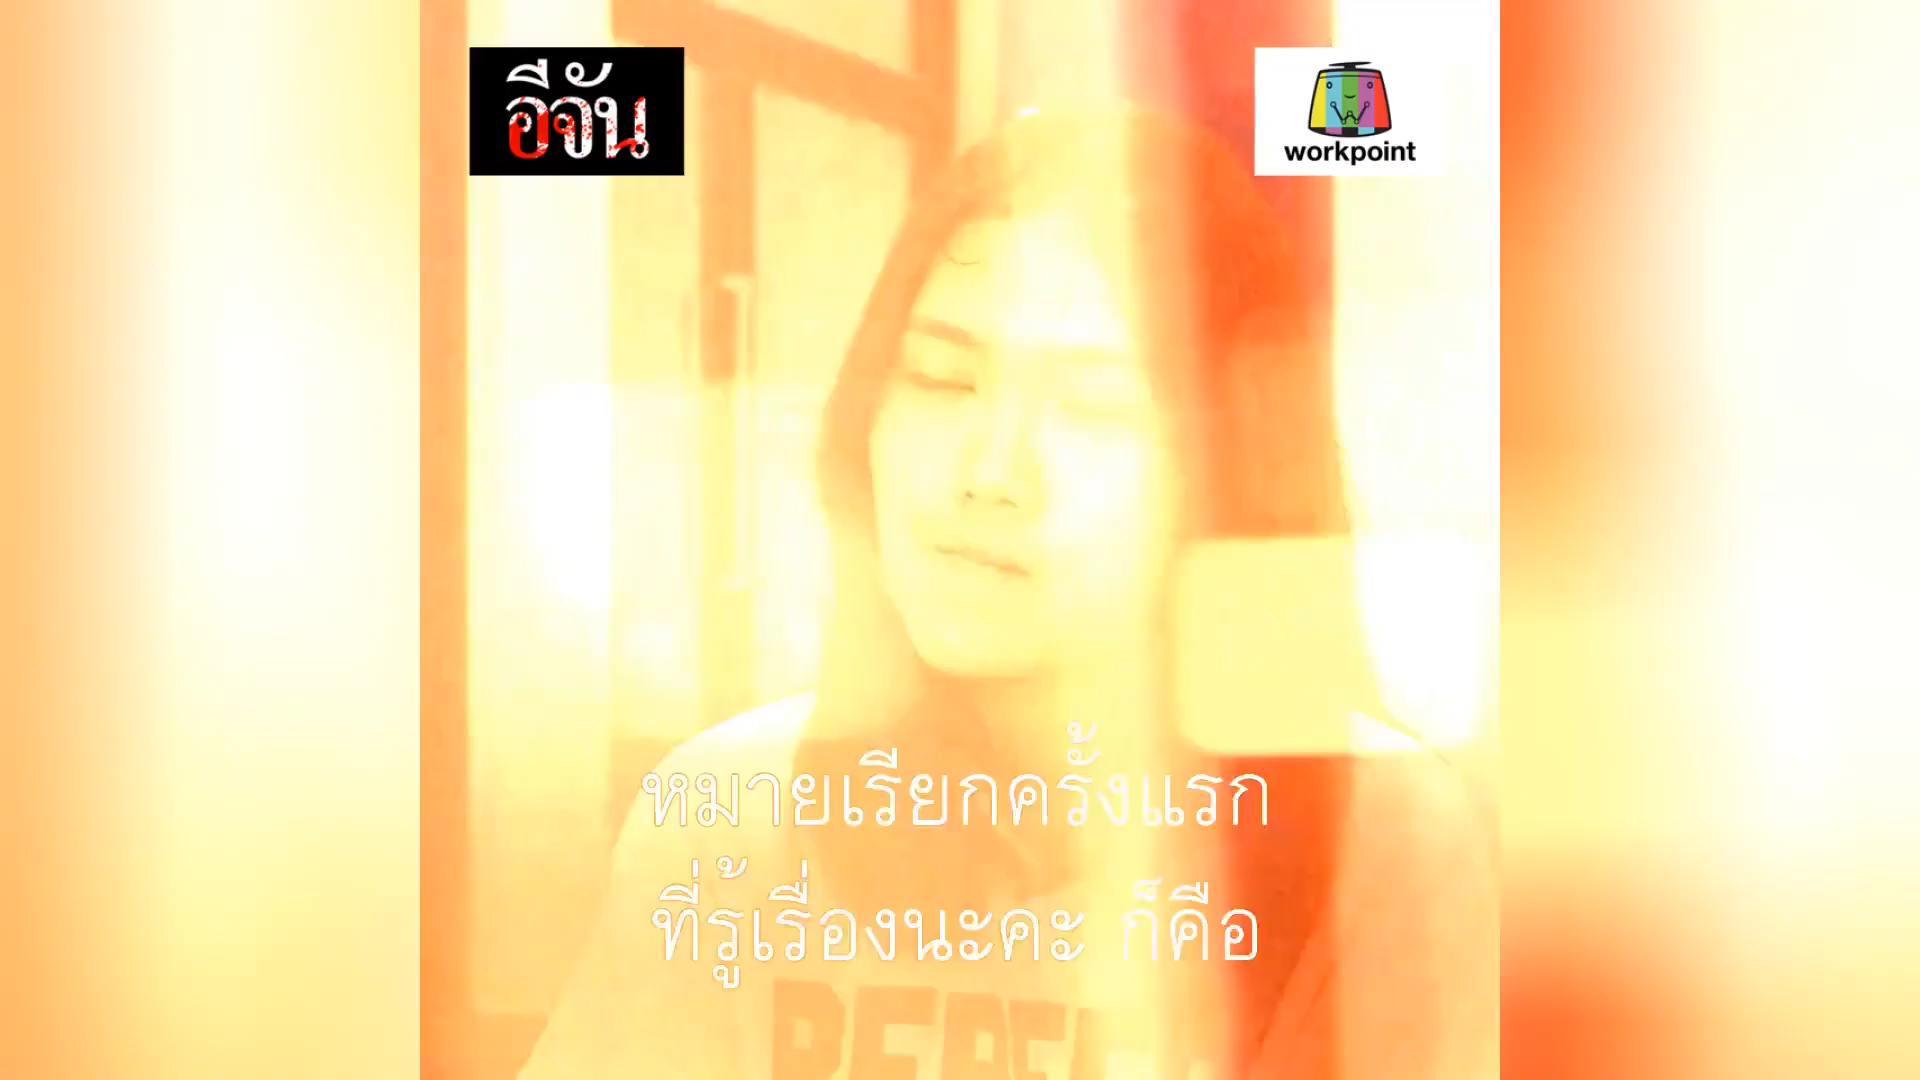 อีจัน
workpoint
หมายเรียกครั้งแรก
ที่รู้เรื่องนะคะ ก็คือ